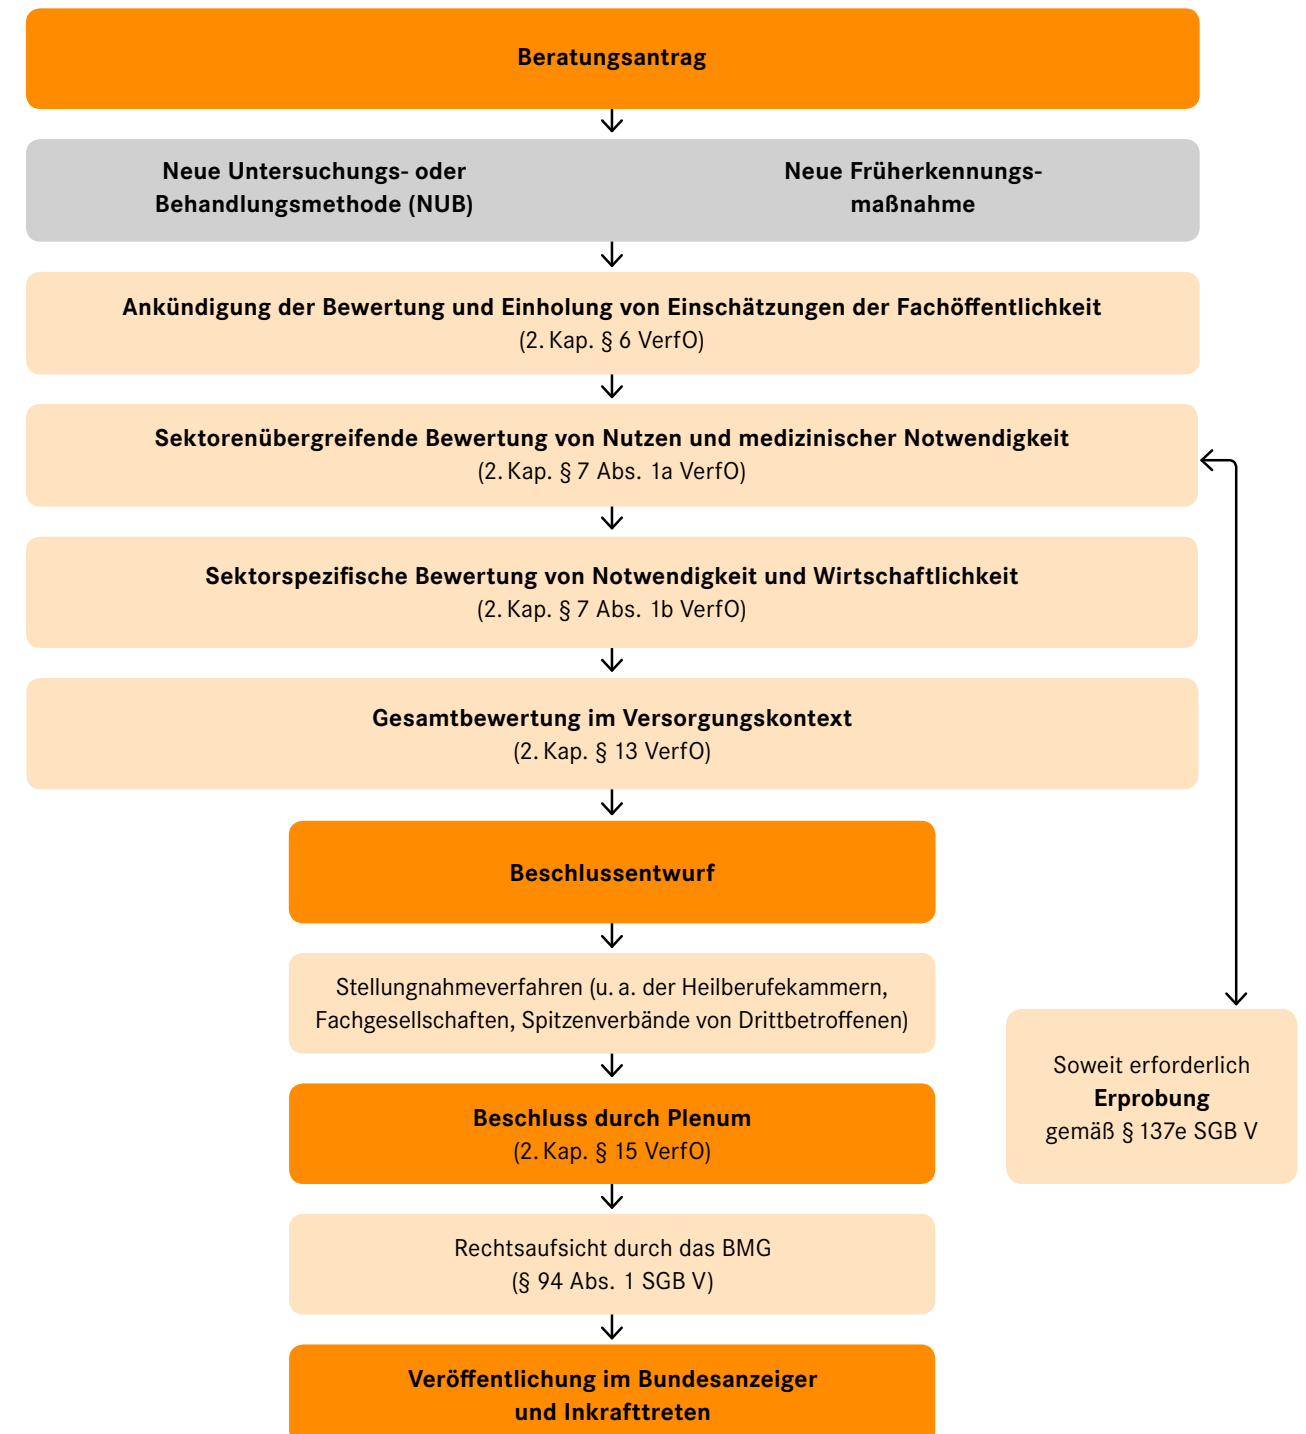 Beratungsantrag
Neue Untersuchungs- oder
Behandlungsmethode (NUB)
Neue Früherkennungs-
maßnahme
Ankündigung der Bewertung und Einholung von Einschätzungen der Fachöffentlichkeit
(2. Kap. § 6 VerfO)
Sektorenübergreifende Bewertung von Nutzen und medizinischer Notwendigkeit
(2. Kap. § 7 Abs. 1a VerfO)
Sektorspezifische Bewertung von Notwendigkeit und Wirtschaftlichkeit
(2. Kap. § 7 Abs. 1b VerfO)
Gesamtbewertung im Versorgungskontext
(2. Kap. § 13 VerfO)
Beschlussentwurf
Stellungnahmeverfahren (u. a. der Heilberufekammern,
Fachgesellschaften, Spitzenverbände von Drittbetroffenen)
Soweit erforderlich
Erprobung
gemäß § 137e SGB V
Beschluss durch Plenum
(2. Kap. § 15 VerfO)
Rechtsaufsicht durch das BMG
(§ 94 Abs. 1 SGB V)
Veröffentlichung im Bundesanzeiger
und Inkrafttreten